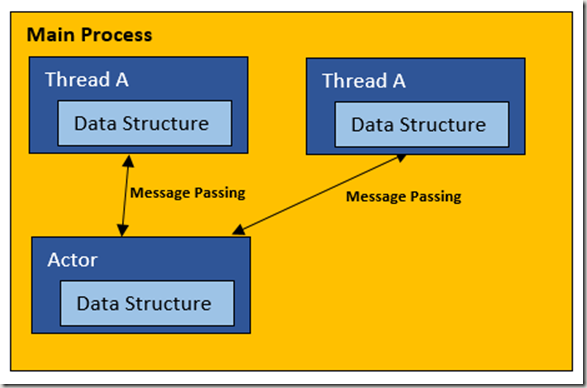 Main Process
Thread A
Data Structure
Thread A
Data Structure
Message Passing
Message Passing
Actor
Data Structure